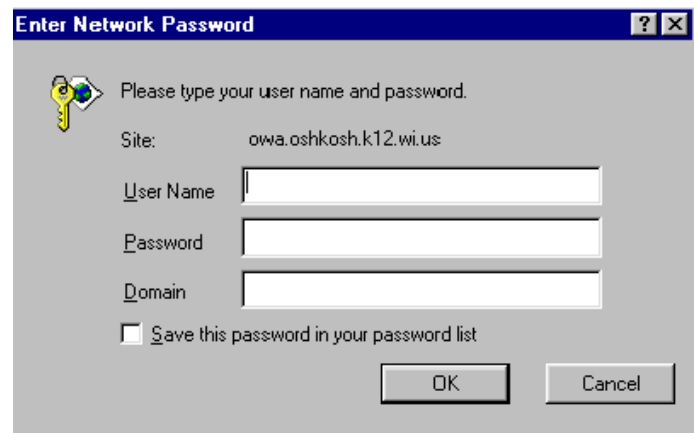 Enter Network Password
Please type your user name and password.
Site: owa.oshkosh.k12.wi.us
User Name
Password
Domain
Save this password in your password list
OK Cancel